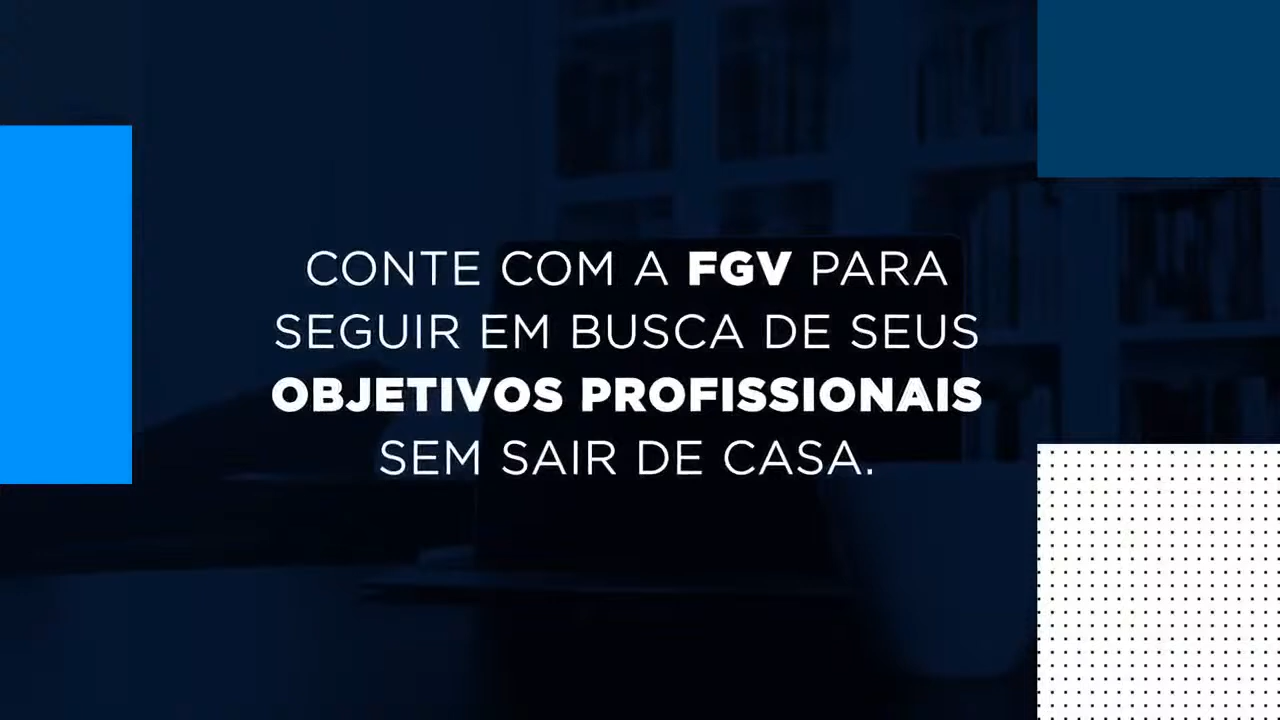 CONTE COM A FGV PARA
SEGUIR EM BUSCA DE SEUS
OBJETIVOS PROFISSIONAIS
SEM SAIR DE CASA.